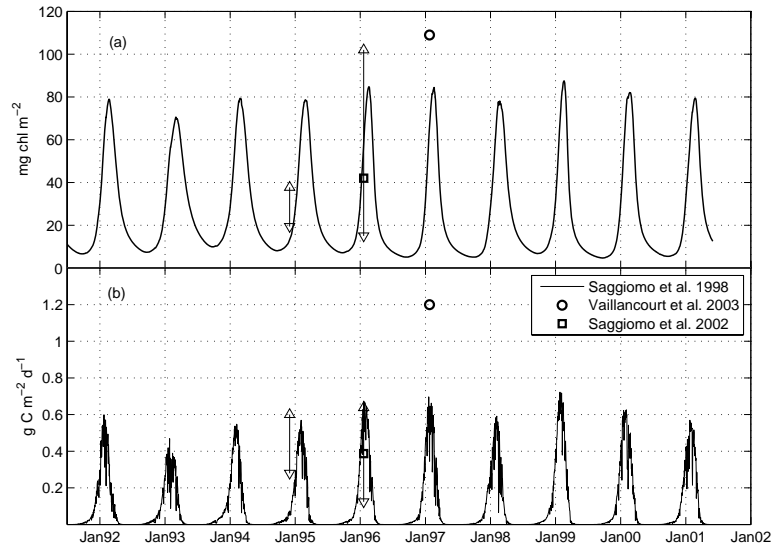 120
100
80
60
40
20
0
mg chl m−2
(a)
(b)
1.2
1
0.8
0.6
0.4
0.2
g C m−2 d−1
Saggiomo et al. 1998
Vaillancourt et al. 2003
Saggiomo et al. 2002
Jan92 Jan93 Jan94 Jan95 Jan96 Jan97 Jan98 Jan99 Jan00 Jan01 Jan02